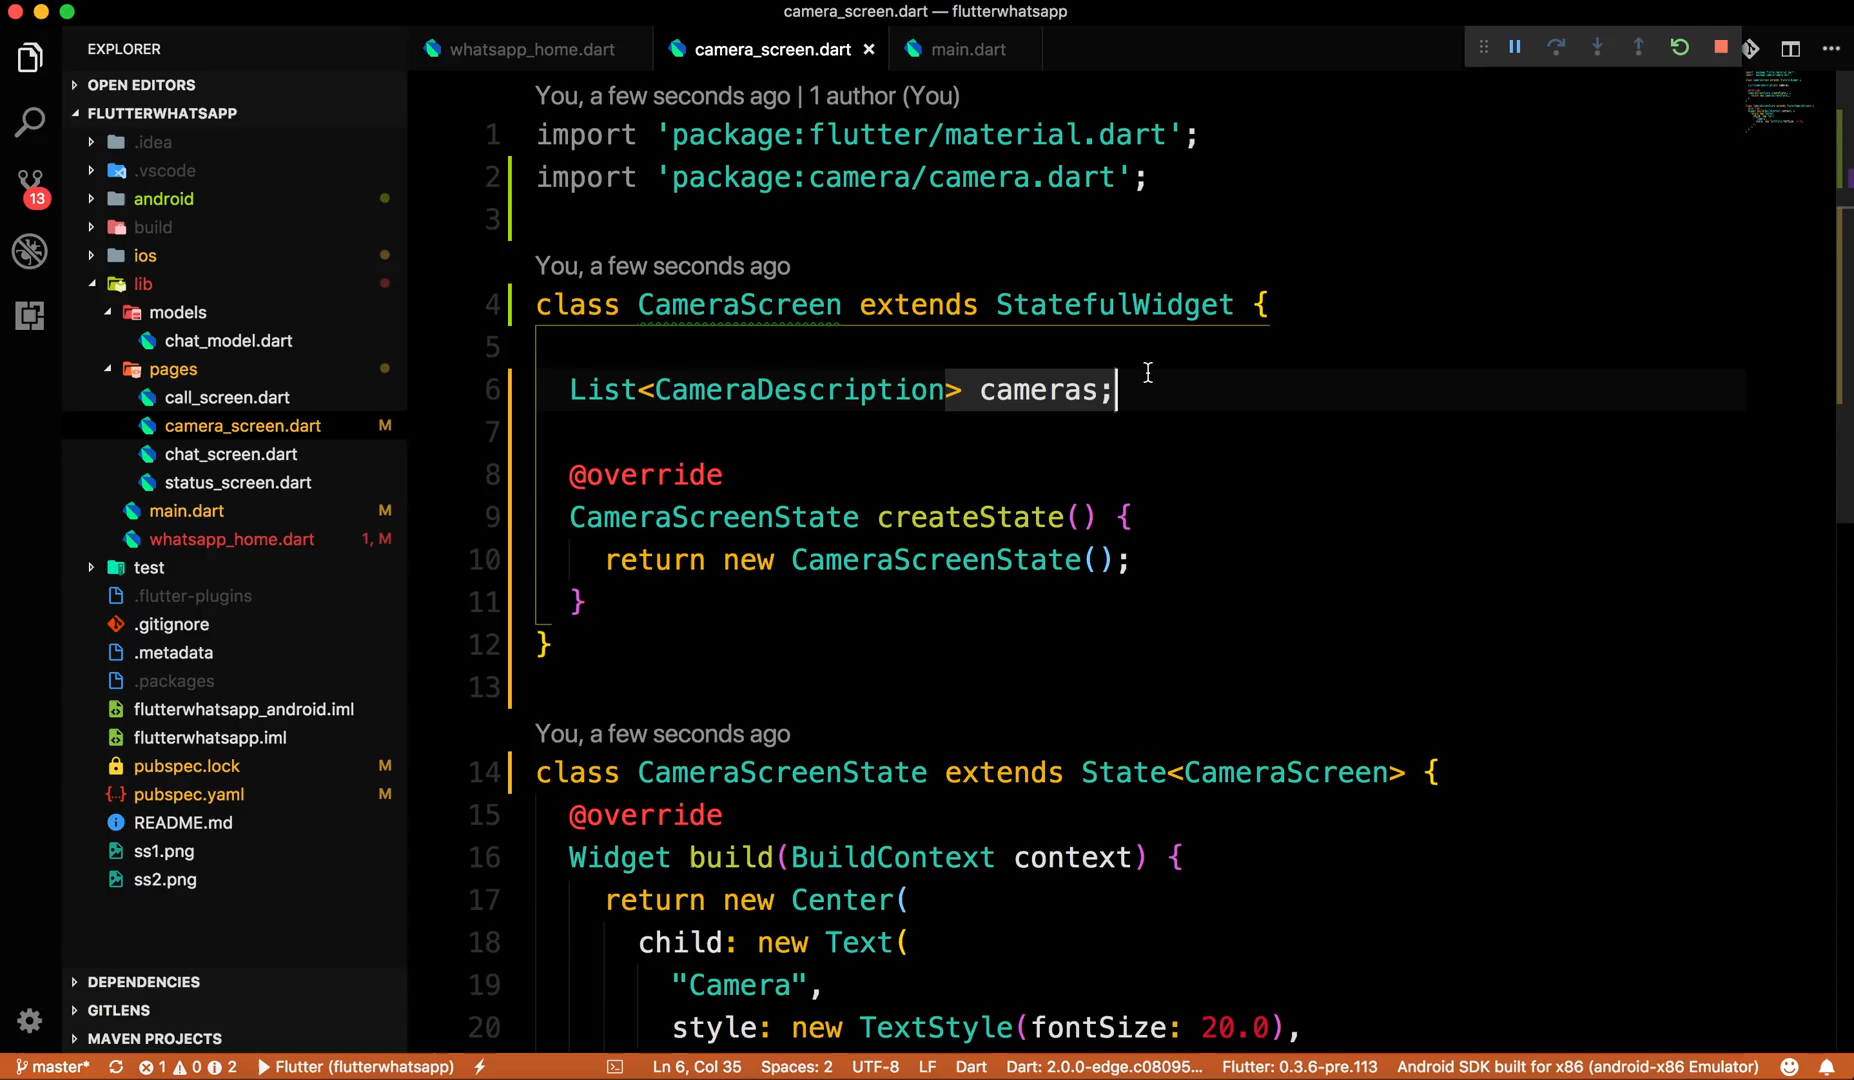 camera_screen.dart — flutterwhatsapp
EXPLORER
OPEN EDITORS
FLUTTERWHATSAPP
.idea
.vscode
android
build
ios
lib
models
chat_model.dart
pages
call_screen.dart
camera_screen.dart M
chat_screen.dart
status_screen.dart
main.dart M
whatsapp_home.dart 1, M
test
.flutter-plugins
.gitignore
.metadata
.packages
flutterwhatsapp_android.iml
flutterwhatsapp.iml
pubspec.lock M
pubspec.yaml M
README.md
ss1.png
ss2.png
DEPENDENCIES
GITLENS
MAVEN PROJECTS
13
whatsapp_home.dart camera_screen.dart × main.dart
You, a few seconds ago | 1 author (You)
1 import 'package:flutter/material.dart';
2 import 'package:camera/camera.dart';
3
You, a few seconds ago
4 class CameraScreen extends StatefulWidget {
5
6 List<CameraDescription> cameras;
7
8 @override
9 CameraScreenState createState() {
10 return new CameraScreenState();
11 }
12 }
13
You, a few seconds ago
14 class CameraScreenState extends State<CameraScreen> {
15 @override
16 Widget build(BuildContext context) {
17 return new Center(
18 child: new Text(
19 "Camera",
20 style: new TextStyle(fontSize: 20.0),
master* 1 0 2 Flutter (flutterwhatsapp) Ln 6, Col 35 Spaces: 2 UTF-8 LF Dart Dart: 2.0.0-edge.c08095... Flutter: 0.3.6-pre.113 Android SDK built for x86 (android-x86 Emulator)